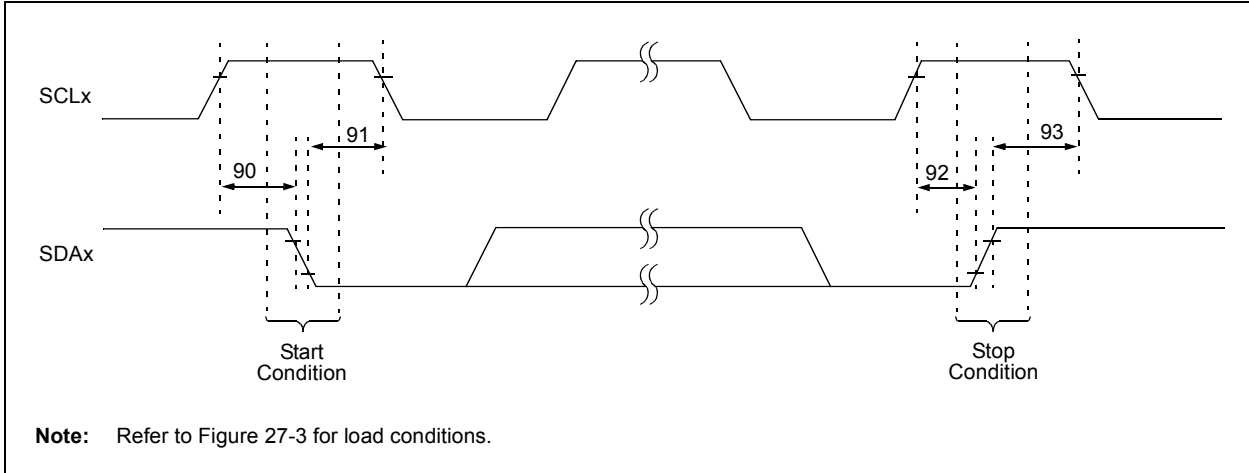 SCLx
91
93
90
92
SDAx
Start
Condition
Stop
Condition
Note: Refer to Figure 27-3 for load conditions.